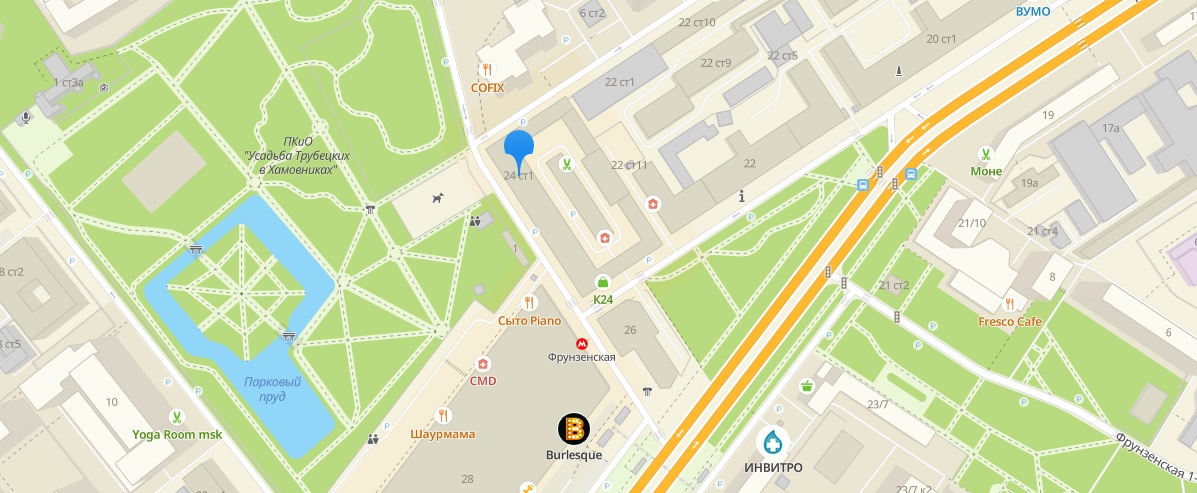 6 ст2
22 ст10
ВУМО
20 ст1
22 ст5
22 ст9
22 ст1
1 ст3а
COFIX
P
19
17а
ПКиО
"Усадьба Трубецких
в Хамовниках"
24 ст1
22 ст11
22
Моне
19а
21/10
21 ст4
P
P
P
P
1
P
P
8 ст2
K24
21 ст2
8
Сыто Piano
26
Fresco Cafe
6
3 ст5
М
Фрунзенская
P
P
P
Парковый
пруд
CMD
P
10
23/7
P
Yoga Room msk
Шаурмама
B
Burlesque
ИНВИТРО
Фрунзенская 1-
28
23/7 к2